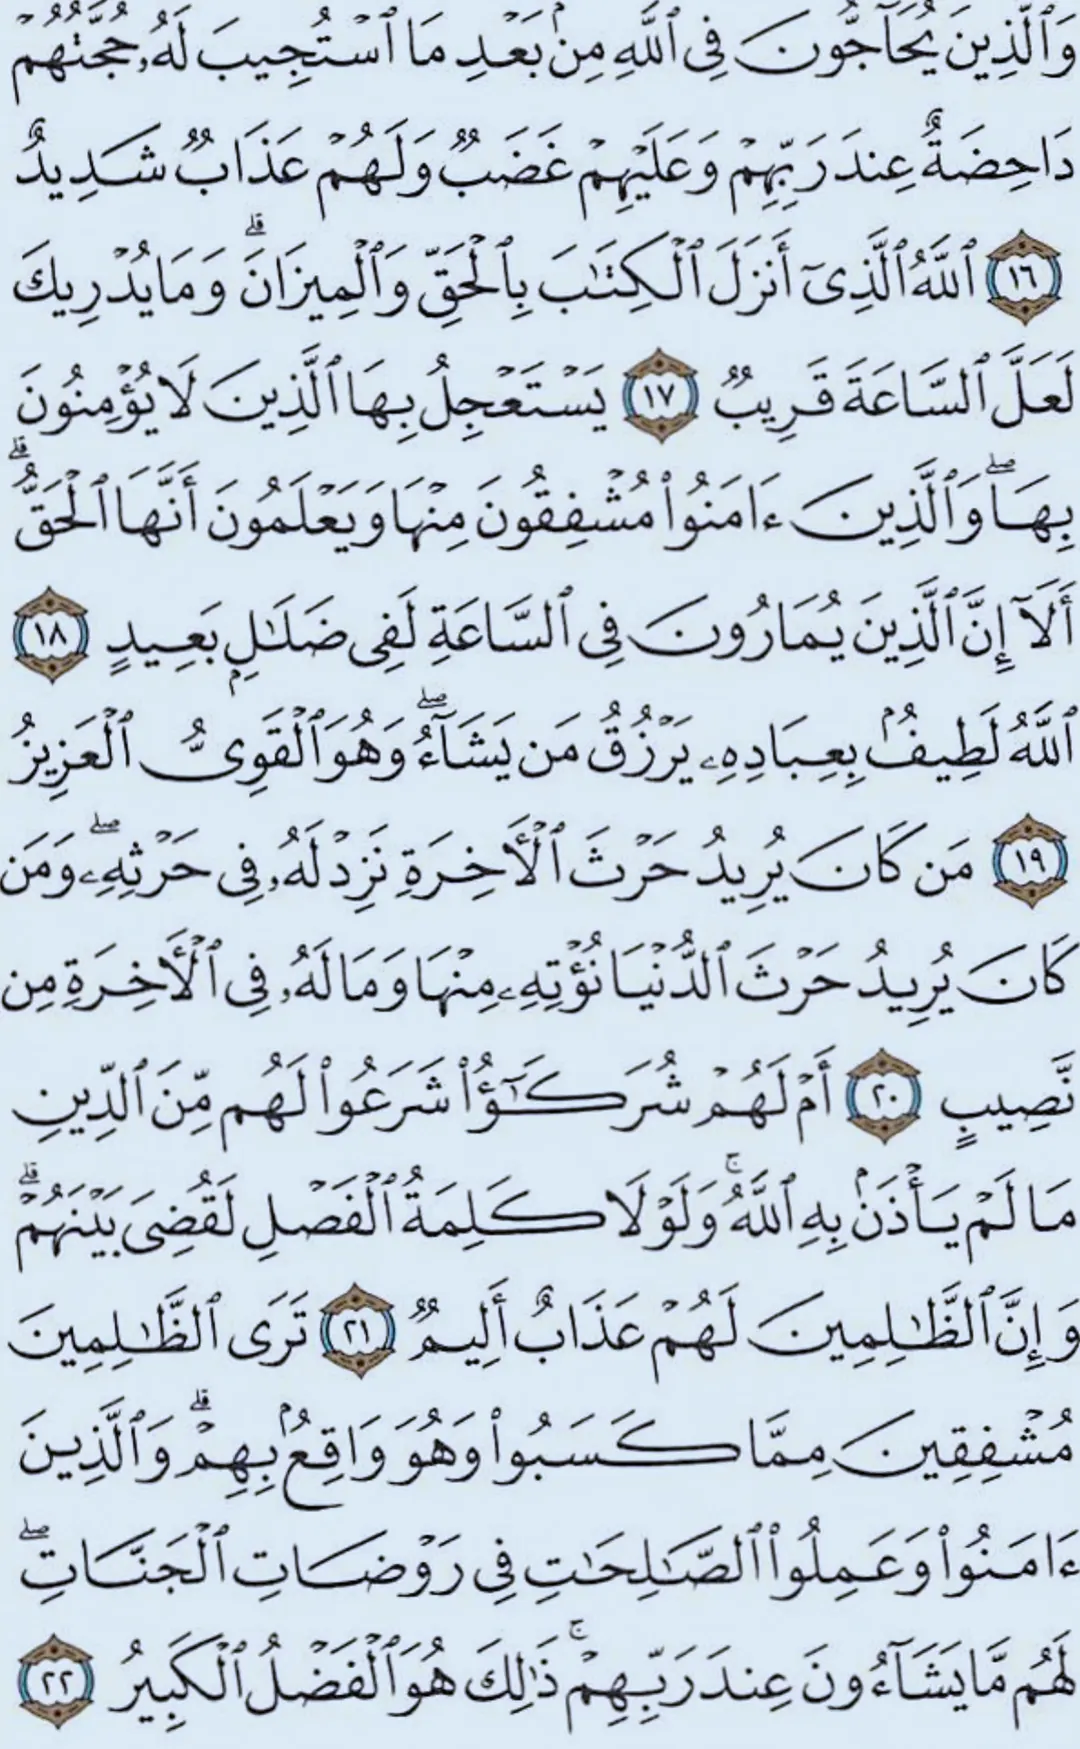 وَٱلَّذِينَ يُحَآجُّونَ فِى ٱللَّهِ مِنۢ بَعْدِ مَا ٱسْتُجِيبَ لَهُۥ حُجَّتُهُمْ
دَاحِضَةٌ عِندَ رَبِّهِمْ وَعَلَيْهِمْ غَضَبٌ وَلَهُمْ عَذَابٌ شَدِيدٌ
١٦ ٱللَّهُ ٱلَّذِىٓ أَنزَلَ ٱلْكِتَٰبَ بِٱلْحَقِّ وَٱلْمِيزَانَ ۗ وَمَا يُدْرِيكَ
لَعَلَّ ٱلسَّاعَةَ قَرِيبٌ ١٧ يَسْتَعْجِلُ بِهَا ٱلَّذِينَ لَا يُؤْمِنُونَ
بِهَا ۖ وَٱلَّذِينَ ءَامَنُوا۟ مُشْفِقُونَ مِنْهَا وَيَعْلَمُونَ أَنَّهَا ٱلْحَقُّ ۗ
أَلَآ إِنَّ ٱلَّذِينَ يُمَارُونَ فِى ٱلسَّاعَةِ لَفِى ضَلَٰلٍۭ بَعِيدٍ ١٨
ٱللَّهُ لَطِيفٌۢ بِعِبَادِهِۦ يَرْزُقُ مَن يَشَآءُ ۖ وَهُوَ ٱلْقَوِىُّ ٱلْعَزِيزُ
١٩ مَن كَانَ يُرِيدُ حَرْثَ ٱلْأَخِرَةِ نَزِدْ لَهُۥ فِى حَرْثِهِۦ ۖ وَمَن
كَانَ يُرِيدُ حَرْثَ ٱلدُّنْيَا نُؤْتِهِۦ مِنْهَا وَمَا لَهُۥ فِى ٱلْأَخِرَةِ مِن
نَّصِيبٍ ٢٠ أَمْ لَهُمْ شُرَكَٰٓؤُا۟ شَرَعُوا۟ لَهُم مِّنَ ٱلدِّينِ
مَا لَمْ يَأْذَنۢ بِهِ ٱللَّهُ ۚ وَلَوْلَا كَلِمَةُ ٱلْفَصْلِ لَقُضِىَ بَيْنَهُمْ ۗ
وَإِنَّ ٱلظَّٰلِمِينَ لَهُمْ عَذَابٌ أَلِيمٌ ٢١ تَرَى ٱلظَّٰلِمِينَ
مُشْفِقِينَ مِمَّا كَسَبُوا۟ وَهُوَ وَاقِعٌۢ بِهِمْ ۗ وَٱلَّذِينَ
ءَامَنُوا۟ وَعَمِلُوا۟ ٱلصَّٰلِحَٰتِ فِى رَوْضَاتِ ٱلْجَنَّاتِ ۖ
لَهُم مَّا يَشَآءُونَ عِندَ رَبِّهِمْ ۚ ذَٰلِكَ هُوَ ٱلْفَضْلُ ٱلْكَبِيرُ ٢٢